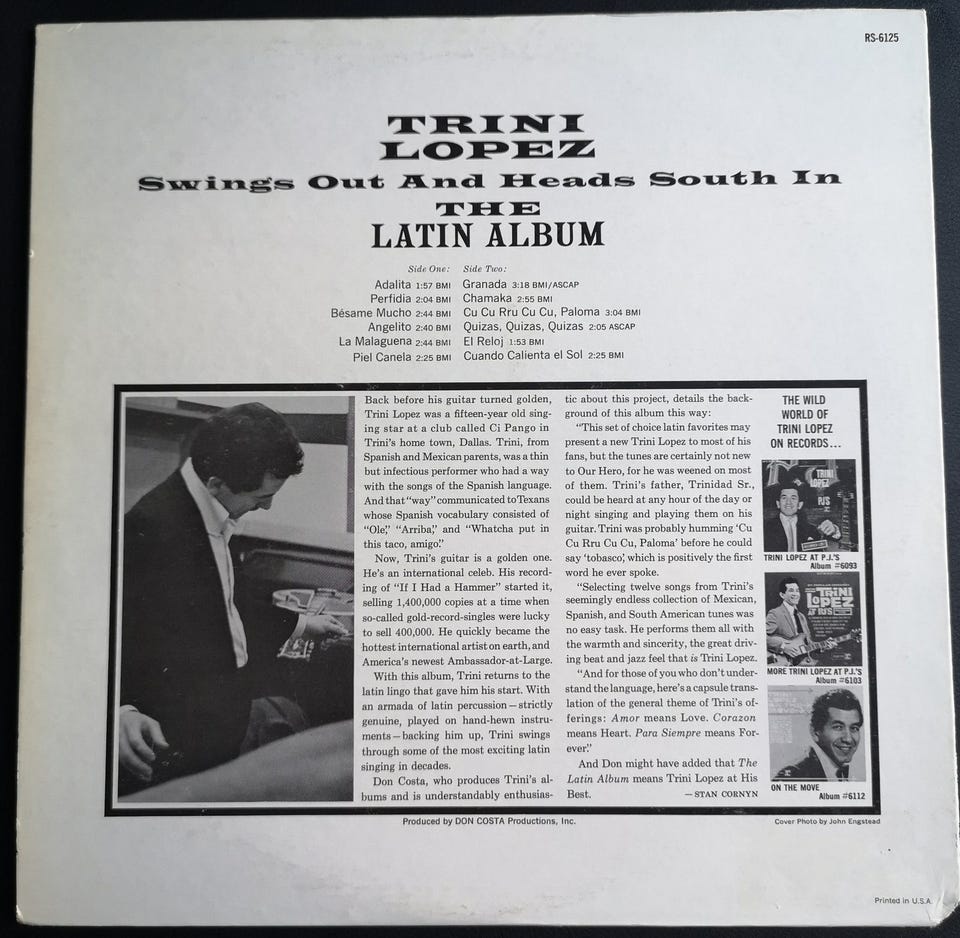 RS-6125
TRINI
LOPEZ
Swings Out And Heads South In
THE
LATIN ALBUM
Side One:
Adalita 1:57 BMI
Perfidia 2:04 BMI
Bésame Mucho 2:44 BMI
Angelito 2:40 BMI
La Malaguena 2:44 BMI
Piel Canela 2:25 BMI
Side Two:
Granada 3:18 BMI/ASCAP
Chamaka 2:55 BMI
Cu Cu Rru Cu Cu, Paloma 3:04 BMI
Quizas, Quizas, Quizas 2:05 ASCAP
El Reloj 1:53 BMI
Cuando Calienta el Sol 2:25 BMI
Back before his guitar turned golden,
Trini Lopez was a fifteen-year old sing-
ing star at a club called Ci Pango in
Trini's home town, Dallas. Trini, from
Spanish and Mexican parents, was a thin
but infectious performer who had a way
with the songs of the Spanish language.
And that "way" communicated to Texans
whose Spanish vocabulary consisted of
"Ole," "Arriba," and "Whatcha put in
this taco, amigo."
Now, Trini's guitar is a golden one.
He's an international celeb. His record-
ing of "If I Had a Hammer" started it,
selling 1,400,000 copies at a time when
so-called gold-record-singles were lucky
to sell 400,000. He quickly became the
hottest international artist on earth, and
America's newest Ambassador-at-Large.
With this album, Trini returns to the
latin lingo that gave him his start. With
an armada of latin percussion — strictly
genuine, played on hand-hewn instru-
ments — backing him up, Trini swings
through some of the most exciting latin
singing in decades.
Don Costa, who produces Trini's al-
bums and is understandably enthusias-
tic about this project, details the back-
ground of this album this way:
"This set of choice latin favorites may
present a new Trini Lopez to most of his
fans, but the tunes are certainly not new
to Our Hero, for he was weened on most
of them. Trini's father, Trinidad Sr.,
could be heard at any hour of the day or
night singing and playing them on his
guitar. Trini was probably humming 'Cu
Cu Rru Cu Cu, Paloma' before he could
say 'tobasco,' which is positively the first
word he ever spoke.
"Selecting twelve songs from Trini's
seemingly endless collection of Mexican,
Spanish, and South American tunes was
no easy task. He performs them all with
the warmth and sincerity, the great driv-
ing beat and jazz feel that is Trini Lopez.
"And for those of you who don't under-
stand the language, here's a capsule trans-
lation of the general theme of Trini's of-
ferings: Amor means Love. Corazon
means Heart. Para Siempre means For-
ever."
And Don might have added that The
Latin Album means Trini Lopez at His
Best. — STAN CORNYN
THE WILD
WORLD OF
TRINI LOPEZ
ON RECORDS...
TRINI
LOPEZ
AT
PJ'S
TRINI LOPEZ AT P.J.'S
Album #6093
TRINI
LOPEZ
AT PJ'S
MORE TRINI LOPEZ AT P.J.'S
Album #6103
ON THE MOVE
Album #6112
Produced by DON COSTA Productions, Inc.
Cover Photo by John Engstead
Printed in U.S.A.